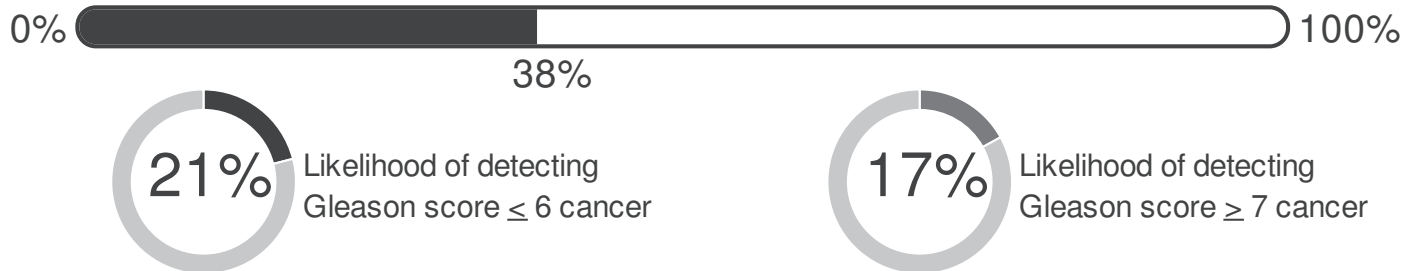 0% 100%
38%
21% Likelihood of detecting
Gleason score ≤ 6 cancer
17% Likelihood of detecting
Gleason score ≥ 7 cancer